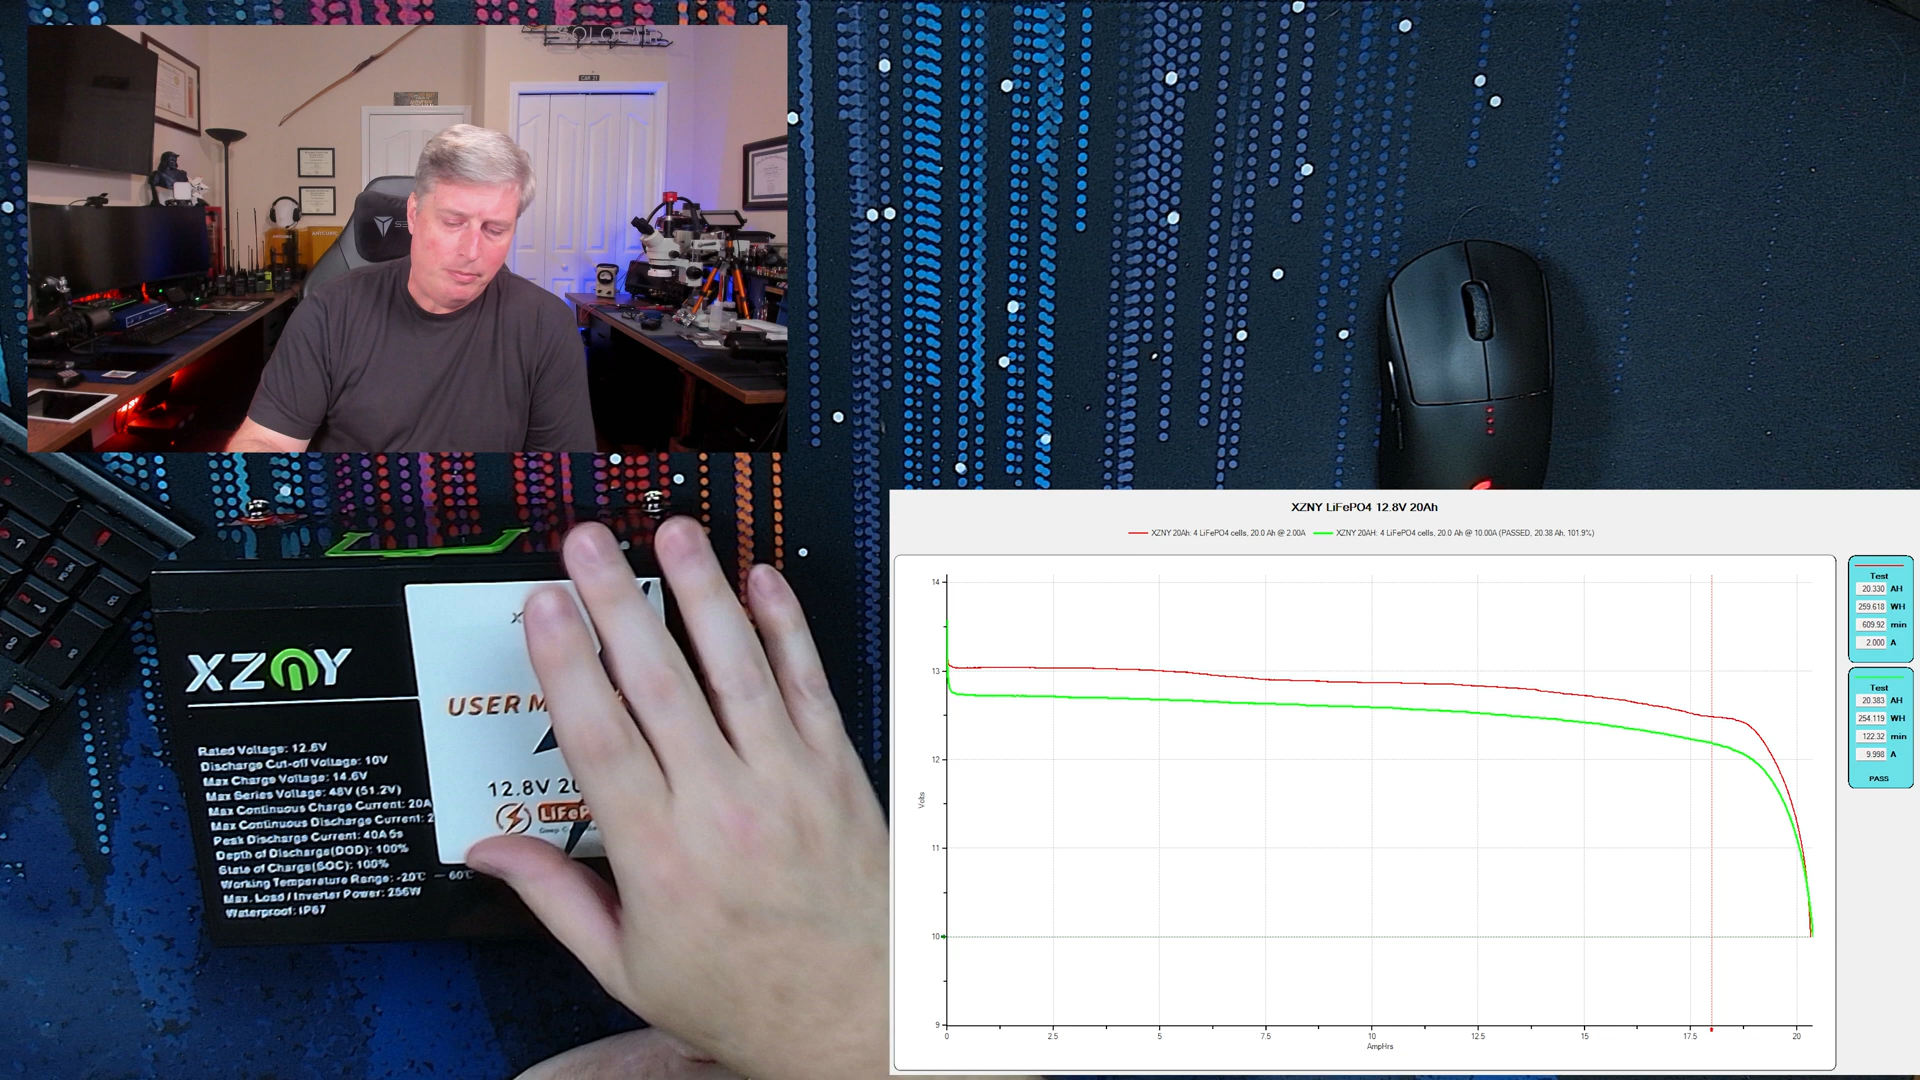 CAR 21
XZNY LiFePO4 12.8V 20Ah
XZNY 20Ah: 4 LiFePO4 cells, 20.0 Ah @ 2.00A
XZNY 20AH: 4 LiFePO4 cells, 20.0 Ah @ 10.00A (PASSED, 20.38 Ah, 101.9%)
14
13
12
11
10
9
Volts
0
2.5
5
7.5
10
12.5
15
17.5
20
AmpHrs
Test
20.330 AH
259.618 WH
609.92 min
2.000 A
Test
20.383 AH
254.119 WH
122.32 min
9.998 A
PASS
XZNY
Rated Voltage: 12.8V
Discharge Cut-off Voltage: 10V
Max Charge Voltage: 14.6V
Max Series Voltage: 48V (51.2V)
Max Continuous Charge Current: 20A
Max Continuous Discharge Current: 2
Peak Discharge Current: 40A 5s
Depth of Discharge(DOD): 100%
State of Charge(SOC): 100%
Working Temperature Range: -20℃ — 60℃
Max. Load / Inverter Power: 256W
Waterproof: IP67
X
USER M
12.8V 20
LiFeP
Deep C